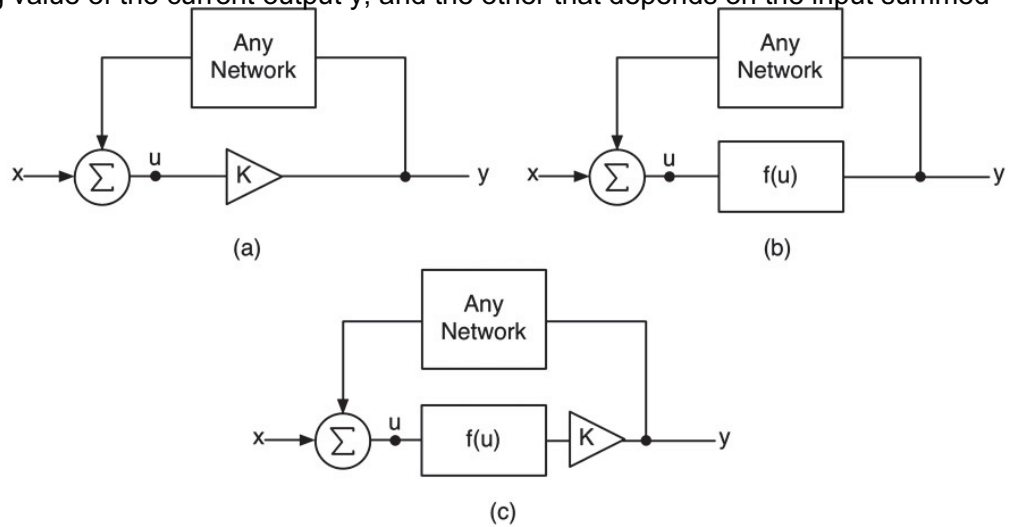 g value of the current output y, and the other that depends on the input summed
Any
Network
x
Σ
u
K
y
(a)
Any
Network
x
Σ
u
f(u)
y
(b)
Any
Network
x
Σ
u
f(u)
K
y
(c)